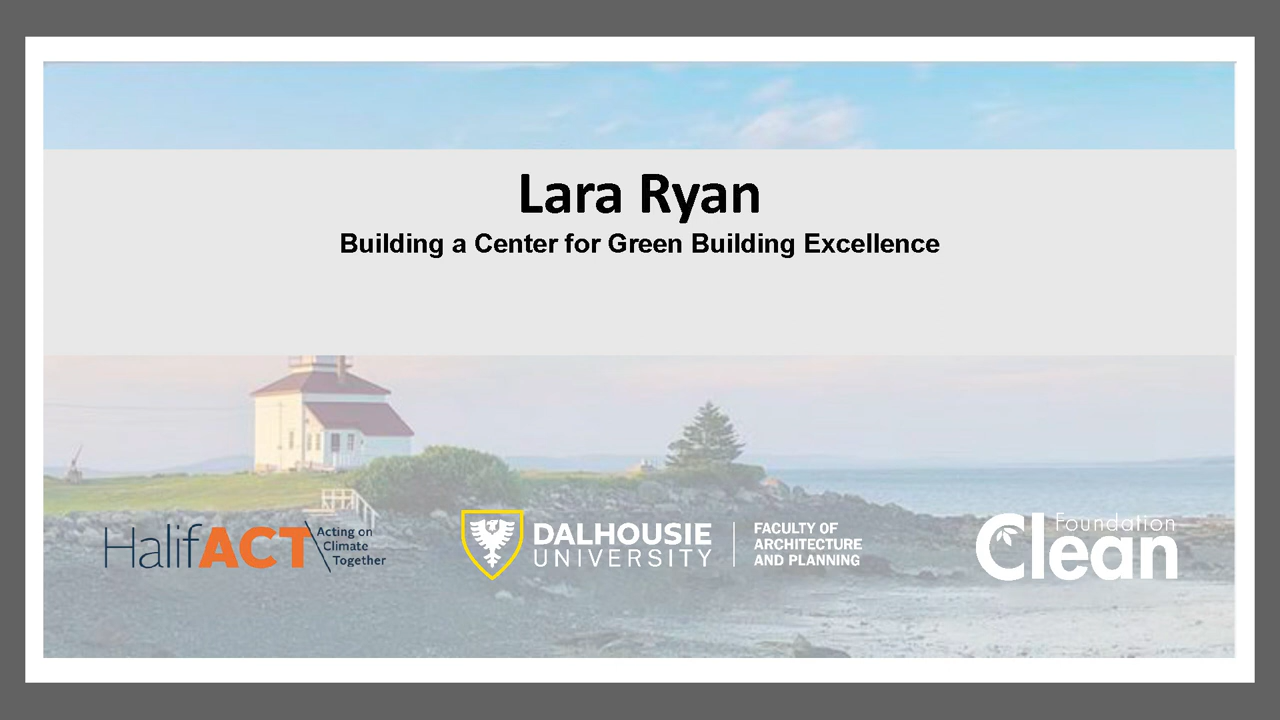 Lara Ryan
Building a Center for Green Building Excellence
HalifACT
Acting on
Climate
Together
DALHOUSIE
UNIVERSITY
FACULTY OF
ARCHITECTURE
AND PLANNING
Foundation
Clean